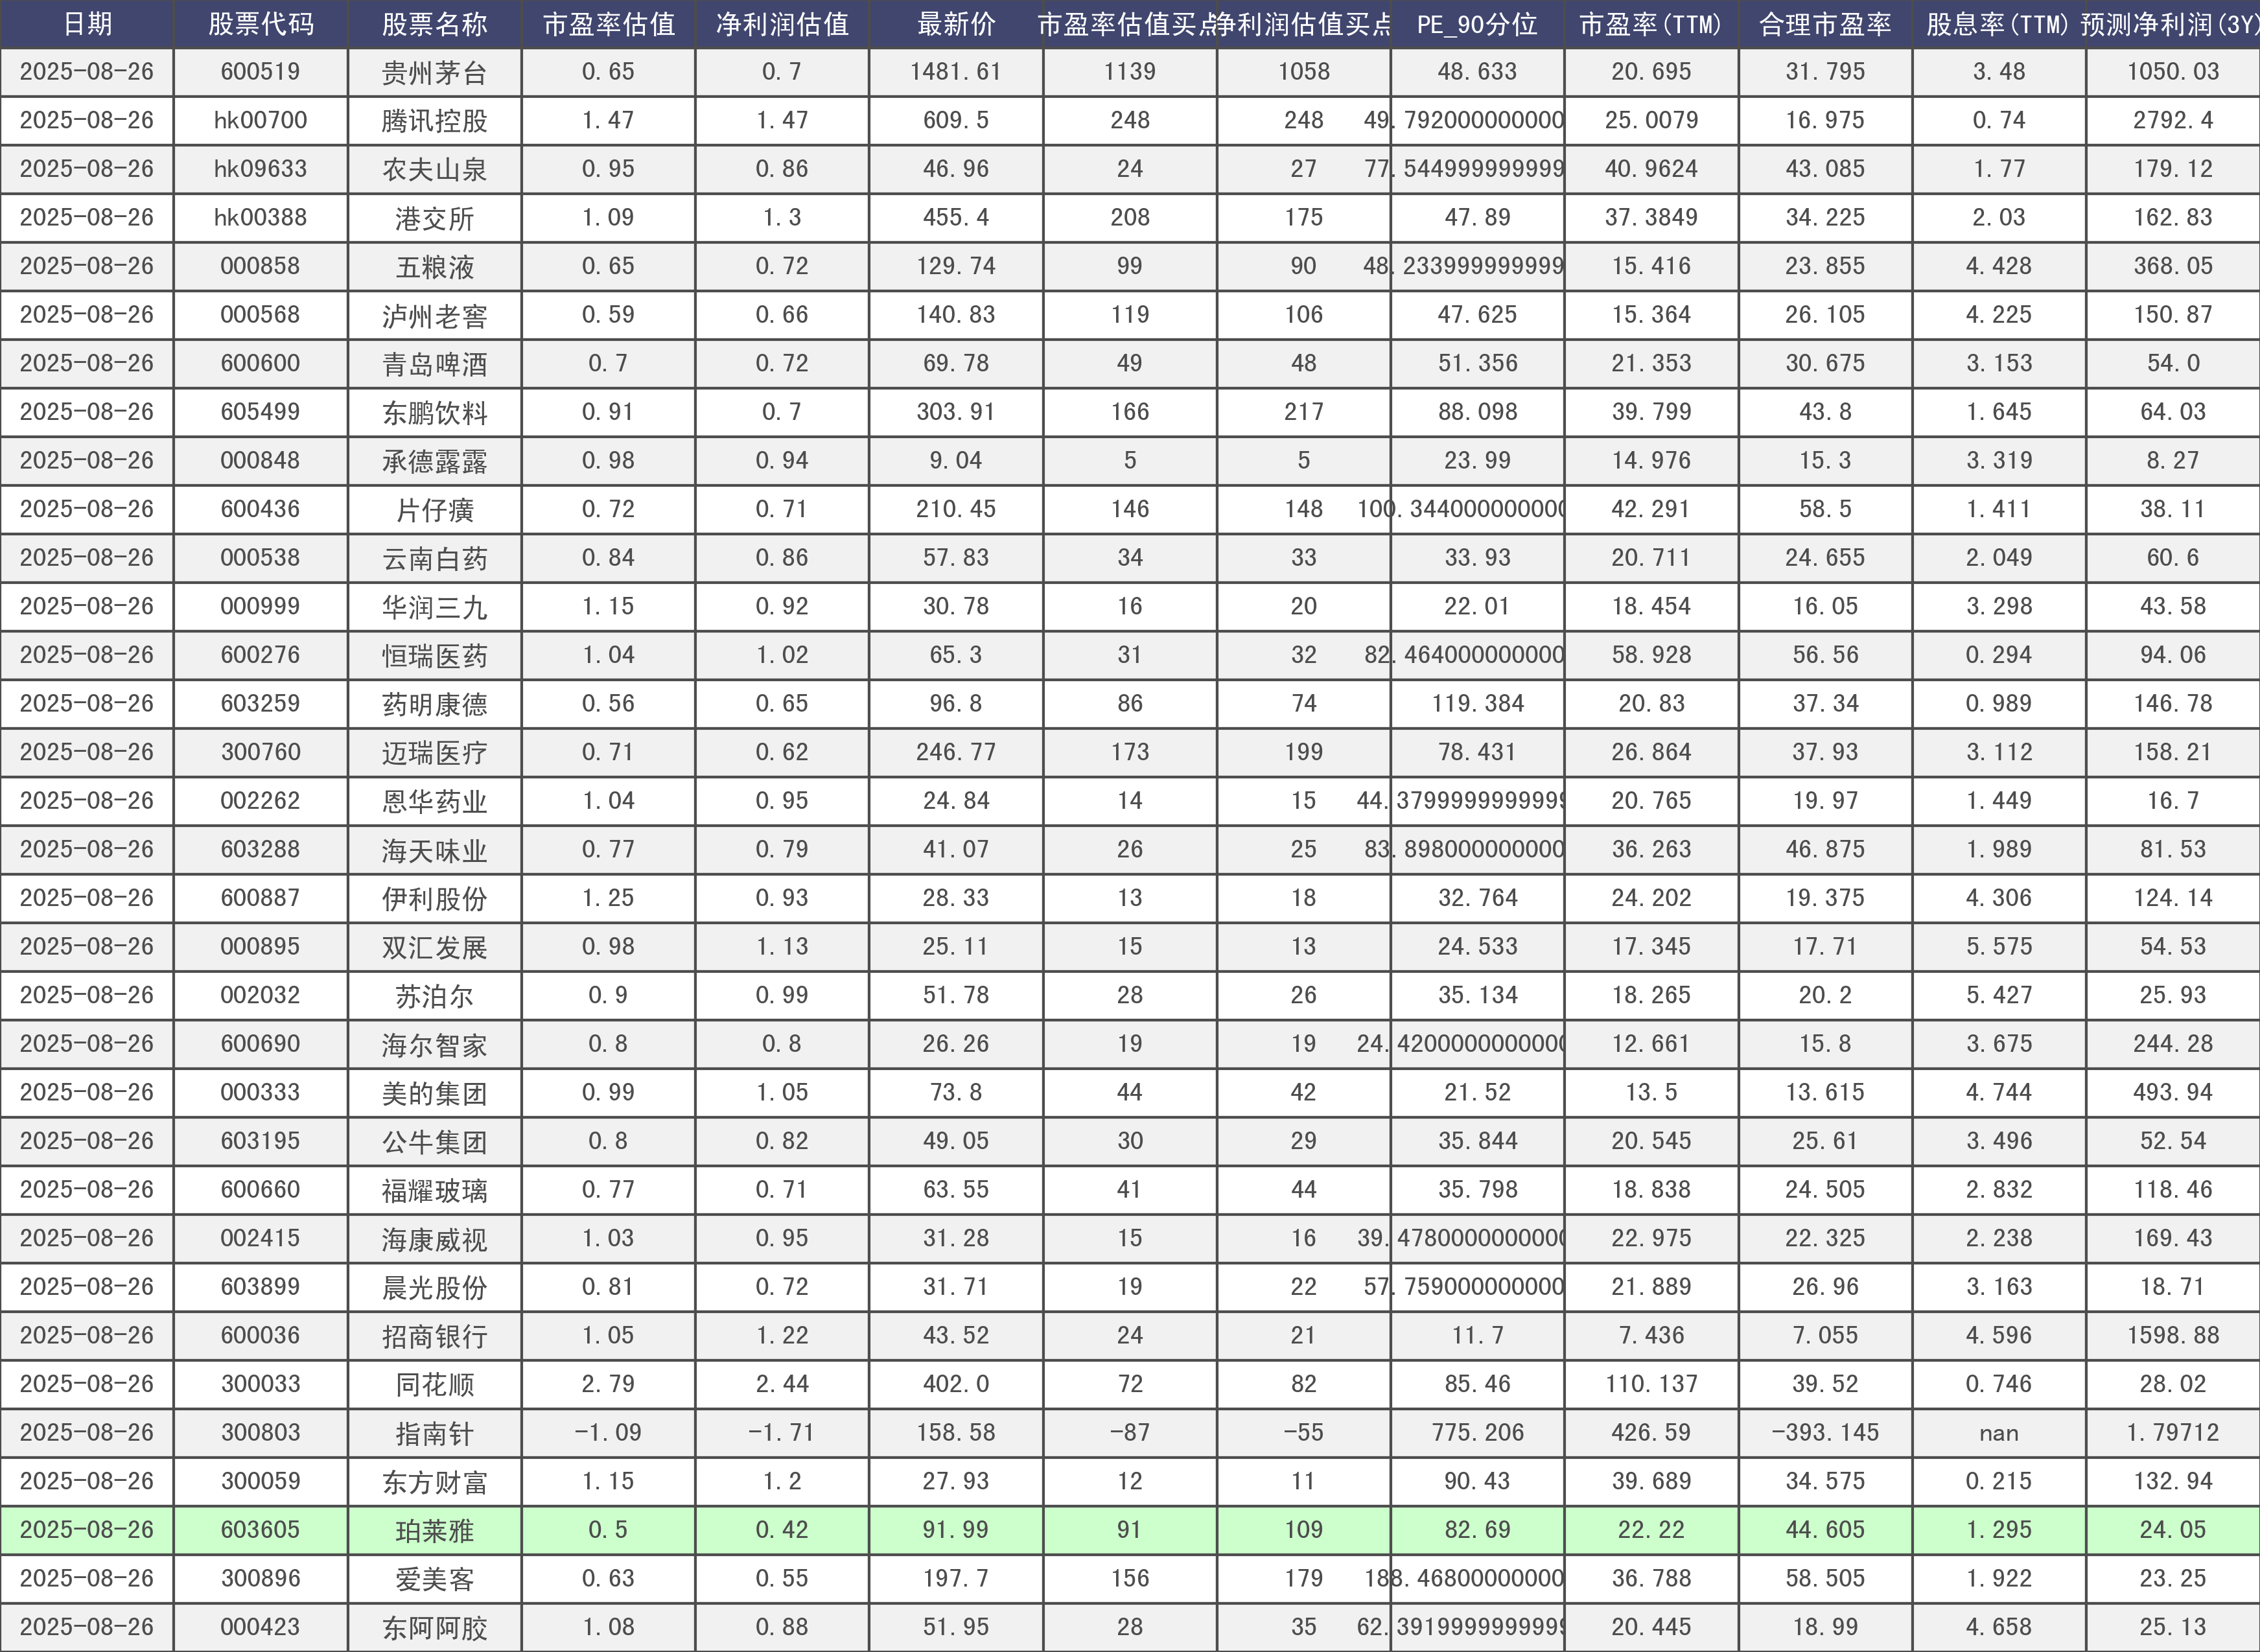 日期 股票代码 股票名称 市盈率估值 净利润估值 最新价 市盈率估值买点 净利润估值买点 PE_90分位 市盈率(TTM) 合理市盈率 股息率(TTM) 预测净利润(3Y)
2025-08-26 600519 贵州茅台 0.65 0.7 1481.61 1139 1058 48.633 20.695 31.795 3.48 1050.03
2025-08-26 hk00700 腾讯控股 1.47 1.47 609.5 248 248 49.792000000000 25.0079 16.975 0.74 2792.4
2025-08-26 hk09633 农夫山泉 0.95 0.86 46.96 24 27 77.544999999999 40.9624 43.085 1.77 179.12
2025-08-26 hk00388 港交所 1.09 1.3 455.4 208 175 47.89 37.3849 34.225 2.03 162.83
2025-08-26 000858 五粮液 0.65 0.72 129.74 99 90 48.233999999999 15.416 23.855 4.428 368.05
2025-08-26 000568 泸州老窖 0.59 0.66 140.83 119 106 47.625 15.364 26.105 4.225 150.87
2025-08-26 600600 青岛啤酒 0.7 0.72 69.78 49 48 51.356 21.353 30.675 3.153 54.0
2025-08-26 605499 东鹏饮料 0.91 0.7 303.91 166 217 88.098 39.799 43.8 1.645 64.03
2025-08-26 000848 承德露露 0.98 0.94 9.04 5 5 23.99 14.976 15.3 3.319 8.27
2025-08-26 600436 片仔癀 0.72 0.71 210.45 146 148 100.344000000000 42.291 58.5 1.411 38.11
2025-08-26 000538 云南白药 0.84 0.86 57.83 34 33 33.93 20.711 24.655 2.049 60.6
2025-08-26 000999 华润三九 1.15 0.92 30.78 16 20 22.01 18.454 16.05 3.298 43.58
2025-08-26 600276 恒瑞医药 1.04 1.02 65.3 31 32 82.464000000000 58.928 56.56 0.294 94.06
2025-08-26 603259 药明康德 0.56 0.65 96.8 86 74 119.384 20.83 37.34 0.989 146.78
2025-08-26 300760 迈瑞医疗 0.71 0.62 246.77 173 199 78.431 26.864 37.93 3.112 158.21
2025-08-26 002262 恩华药业 1.04 0.95 24.84 14 15 44.3799999999999 20.765 19.97 1.449 16.7
2025-08-26 603288 海天味业 0.77 0.79 41.07 26 25 83.898000000000 36.263 46.875 1.989 81.53
2025-08-26 600887 伊利股份 1.25 0.93 28.33 13 18 32.764 24.202 19.375 4.306 124.14
2025-08-26 000895 双汇发展 0.98 1.13 25.11 15 13 24.533 17.345 17.71 5.575 54.53
2025-08-26 002032 苏泊尔 0.9 0.99 51.78 28 26 35.134 18.265 20.2 5.427 25.93
2025-08-26 600690 海尔智家 0.8 0.8 26.26 19 19 24.4200000000000 12.661 15.8 3.675 244.28
2025-08-26 000333 美的集团 0.99 1.05 73.8 44 42 21.52 13.5 13.615 4.744 493.94
2025-08-26 603195 公牛集团 0.8 0.82 49.05 30 29 35.844 20.545 25.61 3.496 52.54
2025-08-26 600660 福耀玻璃 0.77 0.71 63.55 41 44 35.798 18.838 24.505 2.832 118.46
2025-08-26 002415 海康威视 1.03 0.95 31.28 15 16 39.4780000000000 22.975 22.325 2.238 169.43
2025-08-26 603899 晨光股份 0.81 0.72 31.71 19 22 57.759000000000 21.889 26.96 3.163 18.71
2025-08-26 600036 招商银行 1.05 1.22 43.52 24 21 11.7 7.436 7.055 4.596 1598.88
2025-08-26 300033 同花顺 2.79 2.44 402.0 72 82 85.46 110.137 39.52 0.746 28.02
2025-08-26 300803 指南针 -1.09 -1.71 158.58 -87 -55 775.206 426.59 -393.145 nan 1.79712
2025-08-26 300059 东方财富 1.15 1.2 27.93 12 11 90.43 39.689 34.575 0.215 132.94
2025-08-26 603605 珀莱雅 0.5 0.42 91.99 91 109 82.69 22.22 44.605 1.295 24.05
2025-08-26 300896 爱美客 0.63 0.55 197.7 156 179 188.46800000000 36.788 58.505 1.922 23.25
2025-08-26 000423 东阿阿胶 1.08 0.88 51.95 28 35 62.3919999999999 20.445 18.99 4.658 25.13